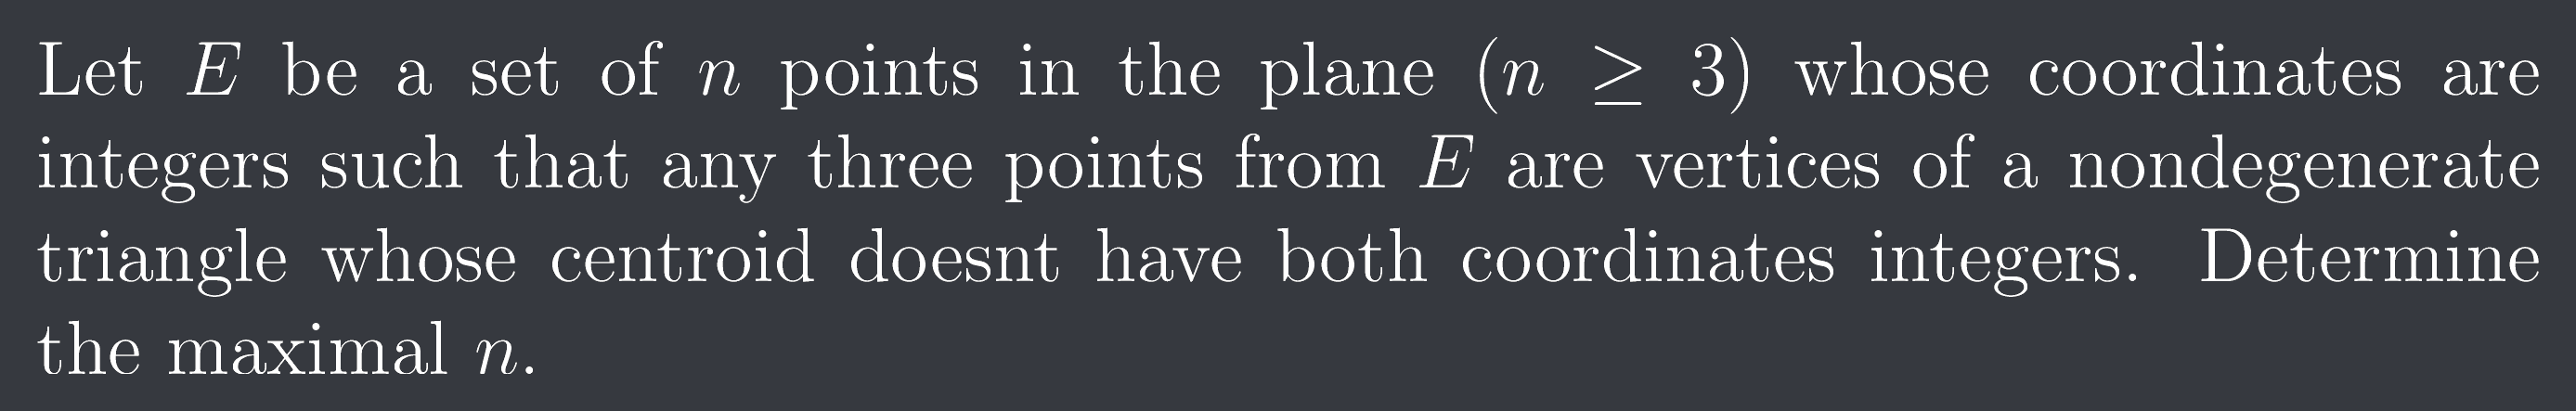 Let E be a set of n points in the plane (n ≥ 3) whose coordinates are
integers such that any three points from E are vertices of a nondegenerate
triangle whose centroid doesnt have both coordinates integers. Determine
the maximal n.